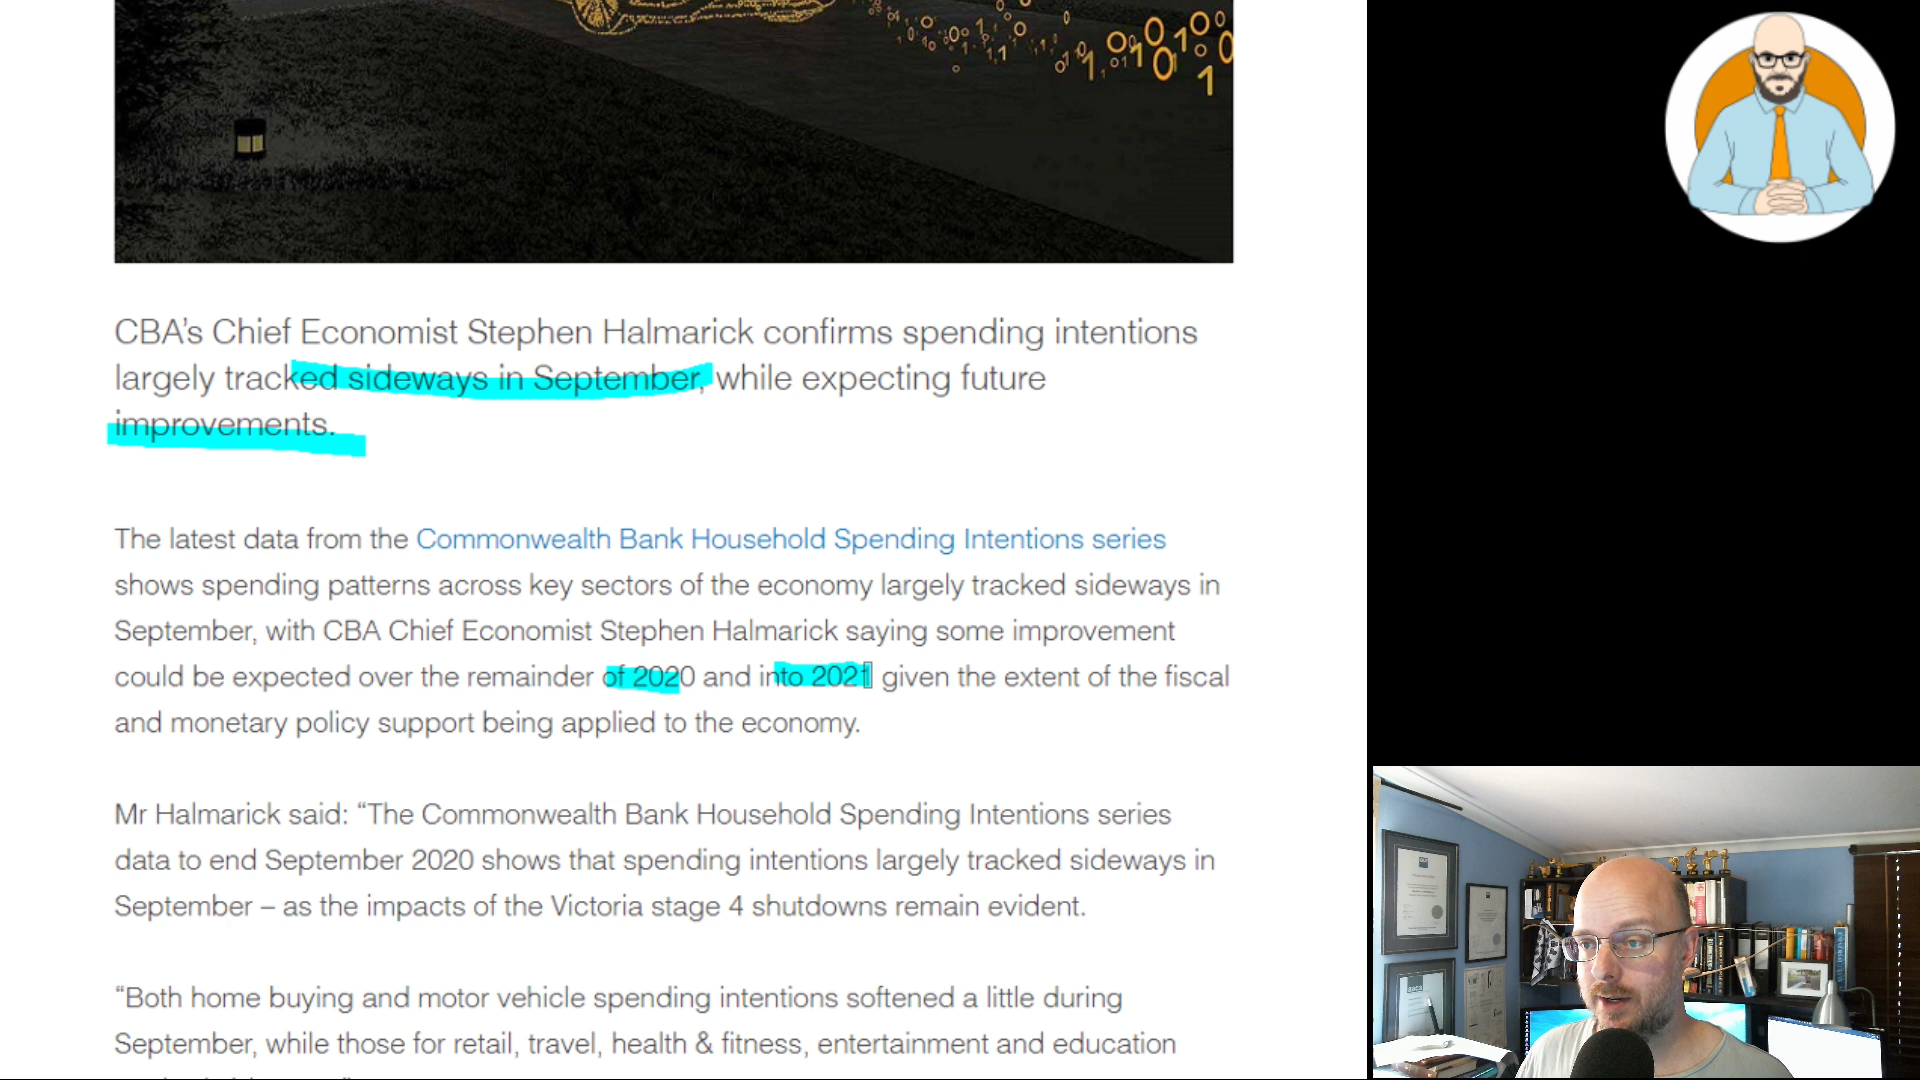 CBA’s Chief Economist Stephen Halmarick confirms spending intentions
largely tracked sideways in September, while expecting future
improvements.
The latest data from the Commonwealth Bank Household Spending Intentions series
shows spending patterns across key sectors of the economy largely tracked sideways in
September, with CBA Chief Economist Stephen Halmarick saying some improvement
could be expected over the remainder of 2020 and into 2021 given the extent of the fiscal
and monetary policy support being applied to the economy.
Mr Halmarick said: “The Commonwealth Bank Household Spending Intentions series
data to end September 2020 shows that spending intentions largely tracked sideways in
September – as the impacts of the Victoria stage 4 shutdowns remain evident.
“Both home buying and motor vehicle spending intentions softened a little during
September, while those for retail, travel, health & fitness, entertainment and education